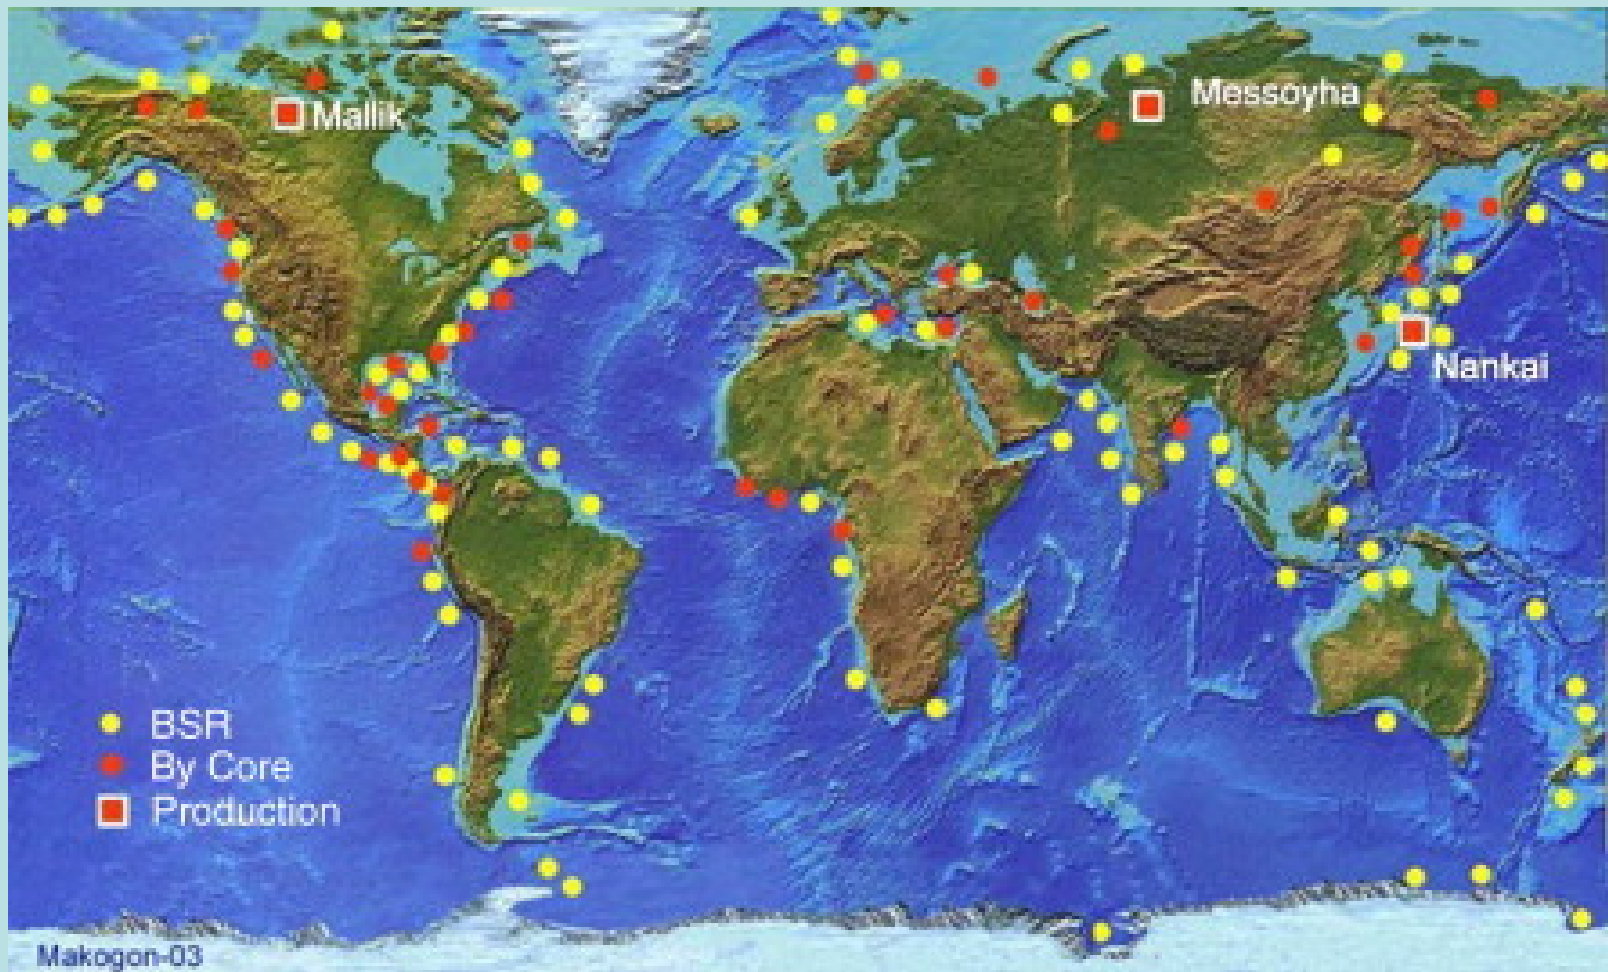 Mallik
Messoyha
Nankai
BSR
By Core
Production
Makogon-03